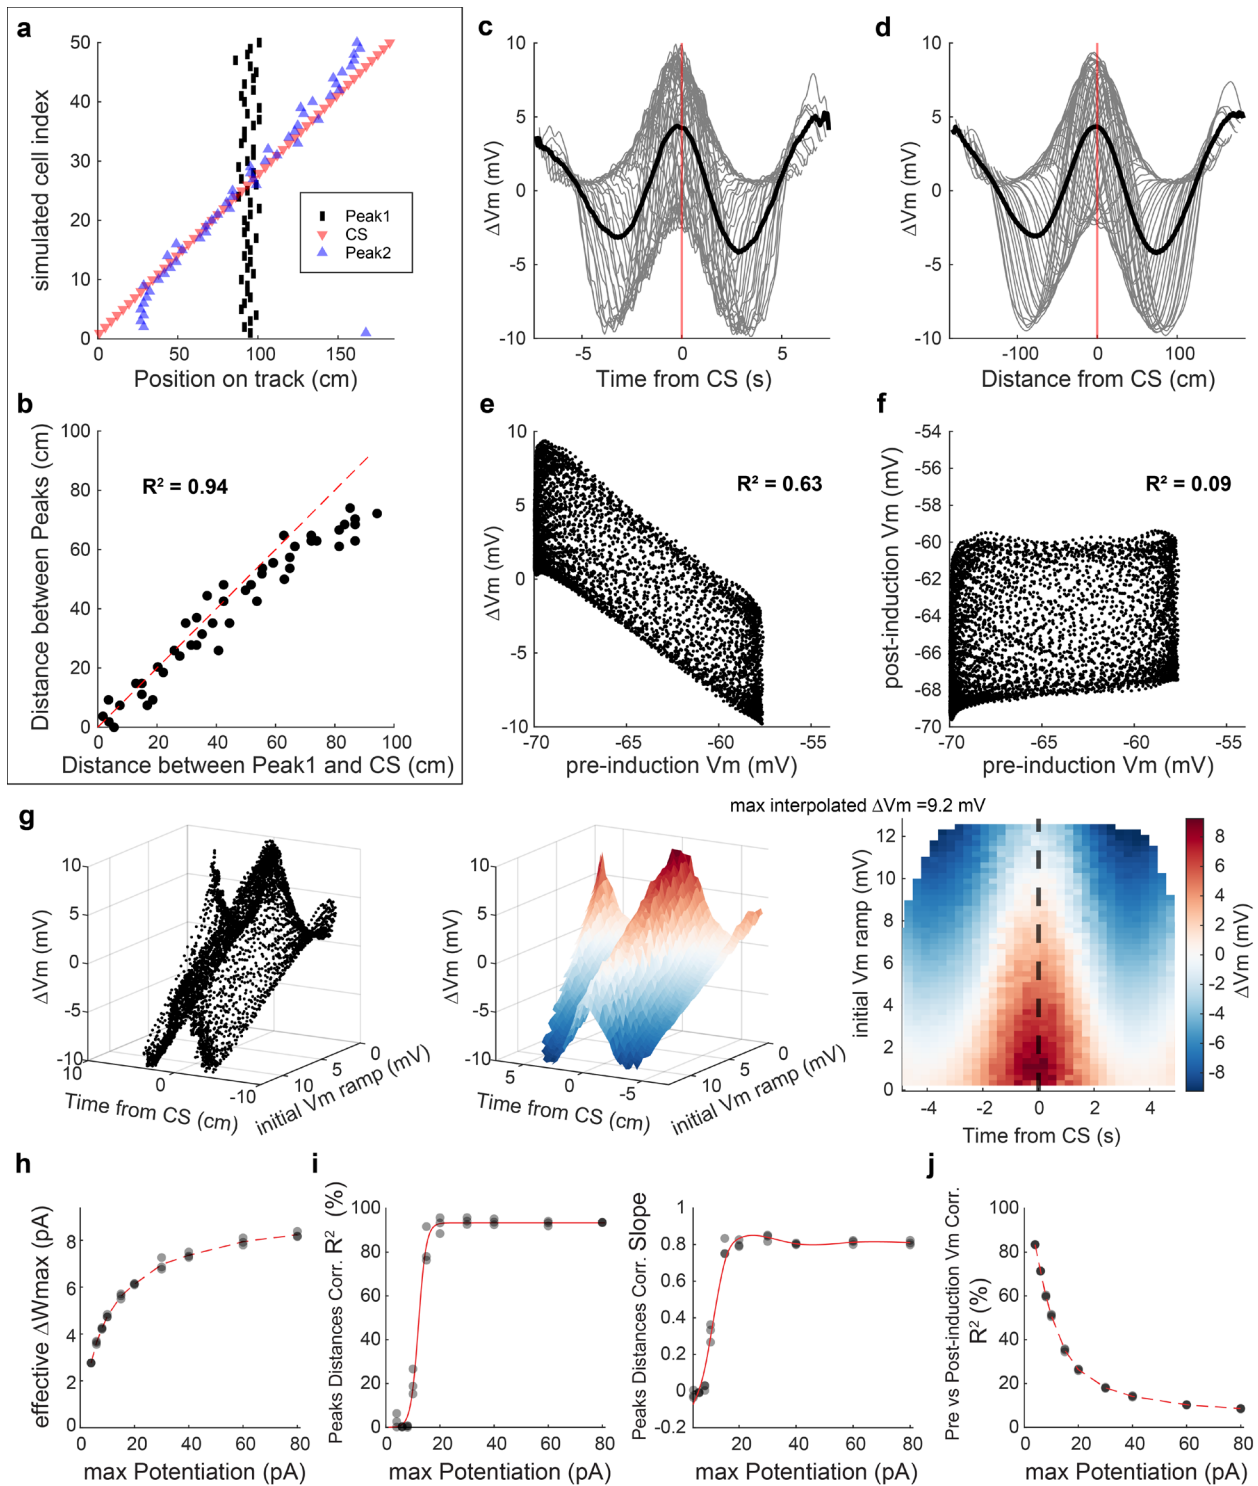 a
50
40
30
20
10
0
simulated cell index
Peak1
CS
Peak2
0 50 100 150
Position on track (cm)
b
100
80
60
40
20
0
Distance between Peaks (cm)
R² = 0.94
0 20 40 60 80 100
Distance between Peak1 and CS (cm)
c
10
5
0
-5
-10
ΔVm (mV)
-5 0 5
Time from CS (s)
d
10
5
0
-5
-10
ΔVm (mV)
-100 0 100
Distance from CS (cm)
e
10
5
0
-5
-10
ΔVm (mV)
R² = 0.63
-70 -65 -60 -55
pre-induction Vm (mV)
f
-54
-56
-58
-60
-62
-64
-66
-68
-70
post-induction Vm (mV)
R² = 0.09
-70 -65 -60 -55
pre-induction Vm (mV)
g
10
5
0
-5
-10
ΔVm (mV)
10 0 -10
Time from CS (cm)
10 5 0
initial Vm ramp (mV)
10
5
0
-5
-10
ΔVm (mV)
5 0 -5
Time from CS (cm)
10 5 0
initial Vm ramp (mV)
max interpolated ΔVm =9.2 mV
12
10
8
6
4
2
0
initial Vm ramp (mV)
-4 -2 0 2 4
Time from CS (s)
8
6
4
2
0
-2
-4
-6
-8
ΔVm (mV)
h
8
6
4
2
0
effective ΔWmax (pA)
0 20 40 60 80
max Potentiation (pA)
i
100
80
60
40
20
0
Peaks Distances Corr. R² (%)
0 20 40 60 80
max Potentiation (pA)
1
0.8
0.6
0.4
0.2
0
-0.2
Peaks Distances Corr. Slope
20 40 60 80
max Potentiation (pA)
j
100
80
60
40
20
0
Pre vs Post-induction Vm Corr.
R² (%)
0 20 40 60 80
max Potentiation (pA)